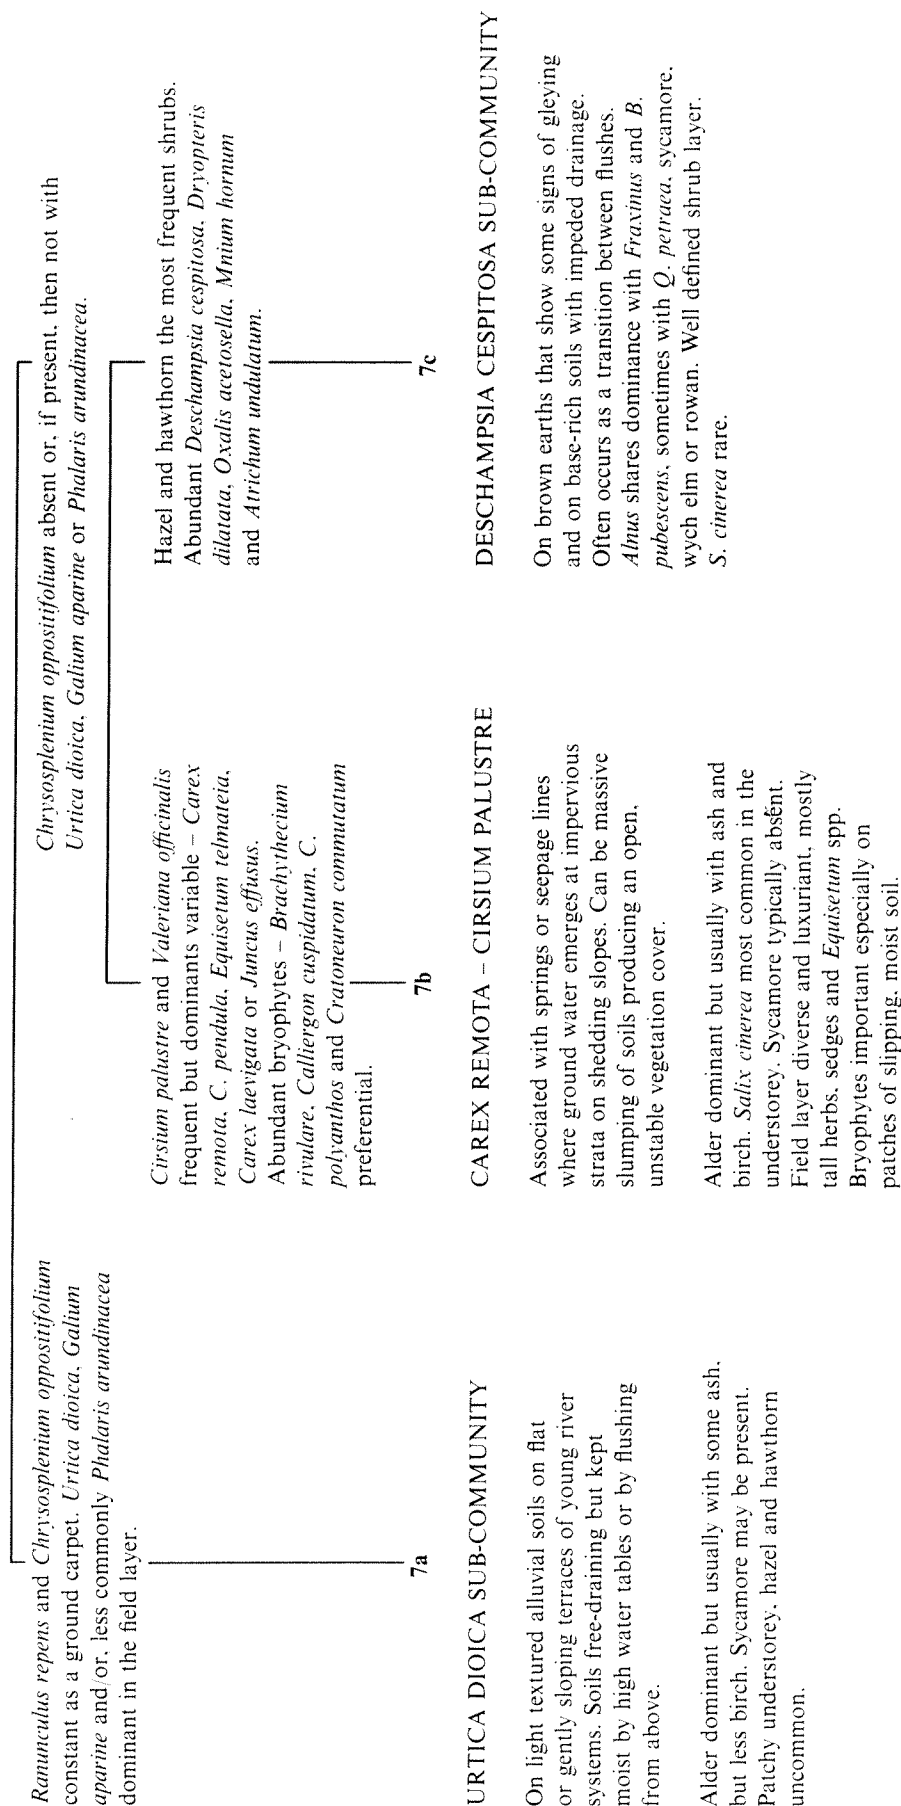 Ranunculus repens and Chrysosplenium oppositifolium
constant as a ground carpet. Urtica dioica, Galium
aparine and/or, less commonly Phalaris arundinacea
dominant in the field layer.
7a
URTICA DIOICA SUB-COMMUNITY
On light textured alluvial soils on flat
or gently sloping terraces of young river
systems. Soils free-draining but kept
moist by high water tables or by flushing
from above.
Alder dominant but usually with some ash,
but less birch. Sycamore may be present.
Patchy understorey, hazel and hawthorn
uncommon.
Chrysosplenium oppositifolium absent or, if present, then not with
Urtica dioica, Galium aparine or Phalaris arundinacea.
Cirsium palustre and Valeriana officinalis
frequent but dominants variable – Carex
remota, C. pendula, Equisetum telmateia,
Carex laevigata or Juncus effusus.
Abundant bryophytes – Brachythecium
rivulare, Calliergon cuspidatum, C.
polyanthos and Cratoneuron commutatum
preferential.
7b
CAREX REMOTA – CIRSIUM PALUSTRE
Associated with springs or seepage lines
where ground water emerges at impervious
strata on shedding slopes. Can be massive
slumping of soils producing an open,
unstable vegetation cover.
Alder dominant but usually with ash and
birch. Salix cinerea most common in the
understorey. Sycamore typically absent.
Field layer diverse and luxuriant, mostly
tall herbs, sedges and Equisetum spp.
Bryophytes important especially on
patches of slipping, moist soil.
Hazel and hawthorn the most frequent shrubs.
Abundant Deschampsia cespitosa, Dryopteris
dilatata, Oxalis acetosella, Mnium hornum
and Atrichum undulatum.
7c
DESCHAMPSIA CESPITOSA SUB-COMMUNITY
On brown earths that show some signs of gleying
and on base-rich soils with impeded drainage.
Often occurs as a transition between flushes.
Alnus shares dominance with Fraxinus and B.
pubescens, sometimes with Q. petraea, sycamore,
wych elm or rowan. Well defined shrub layer.
S. cinerea rare.